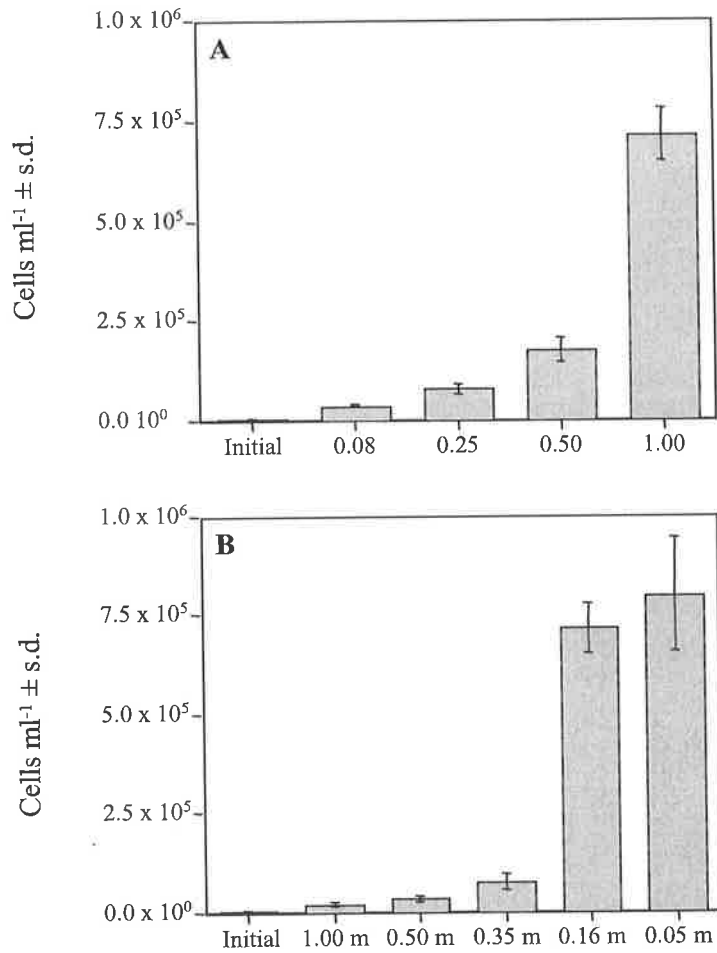 A
Cells ml⁻¹ ± s.d.
1.0 x 10⁶
7.5 x 10⁵
5.0 x 10⁵
2.5 x 10⁵
0.0 10⁰
Initial 0.08 0.25 0.50 1.00
B
Cells ml⁻¹ ± s.d.
1.0 x 10⁶
7.5 x 10⁵
5.0 x 10⁵
2.5 x 10⁵
0.0 x 10⁰
Initial 1.00 m 0.50 m 0.35 m 0.16 m 0.05 m